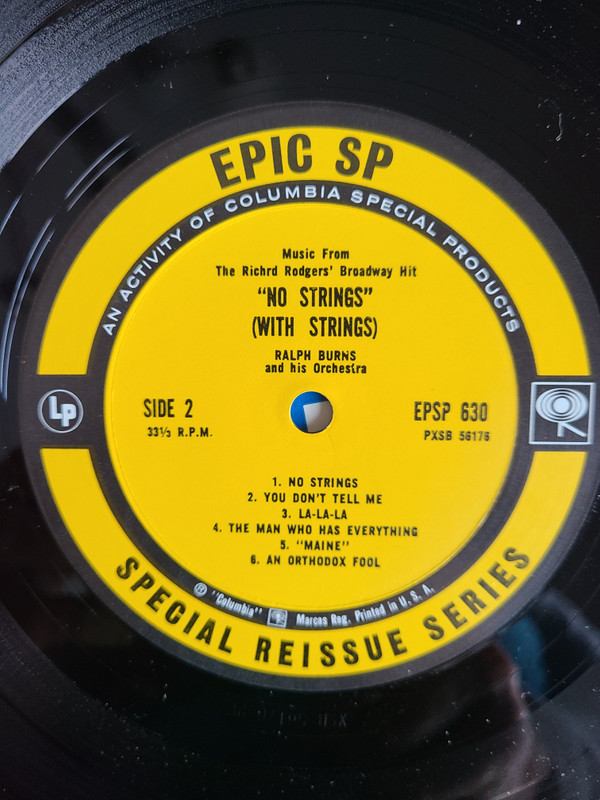 EPIC SP
AN ACTIVITY OF COLUMBIA SPECIAL PRODUCTS
Music From
The Richrd Rodgers' Broadway Hit
"NO STRINGS"
(WITH STRINGS)
RALPH BURNS
and his Orchestra
Lp
SIDE 2
33⅓ R.P.M.
EPSP 630
PXSB 56176
1. NO STRINGS
2. YOU DON'T TELL ME
3. LA-LA-LA
4. THE MAN WHO HAS EVERYTHING
5. "MAINE"
6. AN ORTHODOX FOOL
® "Columbia" Marcas Reg. Printed in U. S. A.
SPECIAL REISSUE SERIES